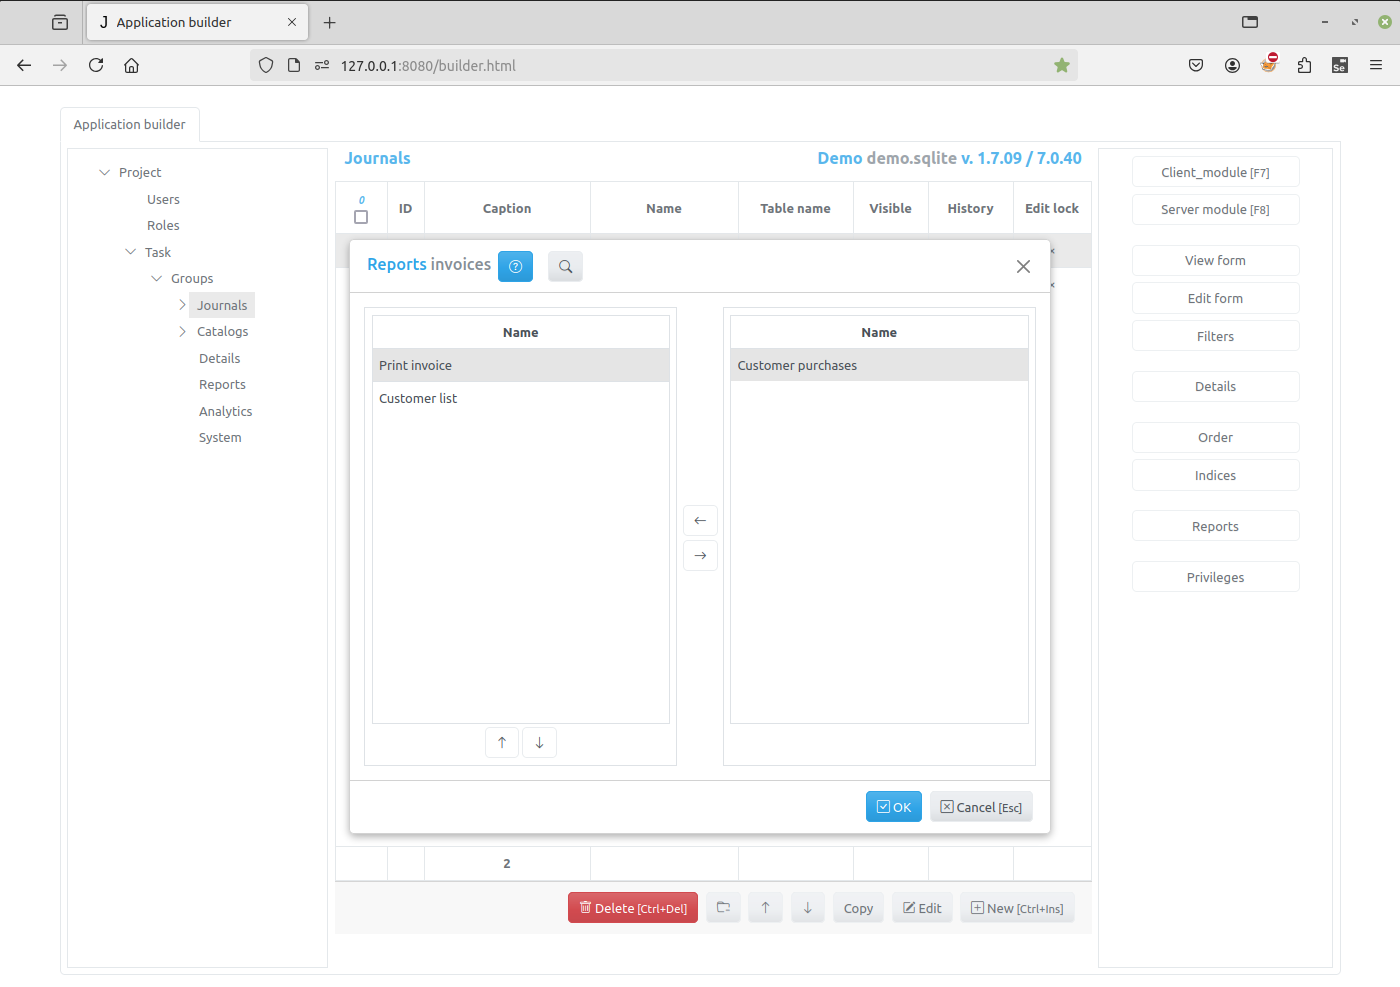 J Application builder
127.0.0.1:8080/builder.html
Se
Application builder
Project
Users
Roles
Task
Groups
Journals
Catalogs
Details
Reports
Analytics
System
Journals
Demo demo.sqlite v. 1.7.09 / 7.0.40
0
ID Caption Name Table name Visible History Edit lock
Reports invoices
Name
Print invoice
Customer list
Name
Customer purchases
OK
Cancel [Esc]
2
Delete [Ctrl+Del]
Copy
Edit
New [Ctrl+Ins]
Client_module [F7]
Server module [F8]
View form
Edit form
Filters
Details
Order
Indices
Reports
Privileges